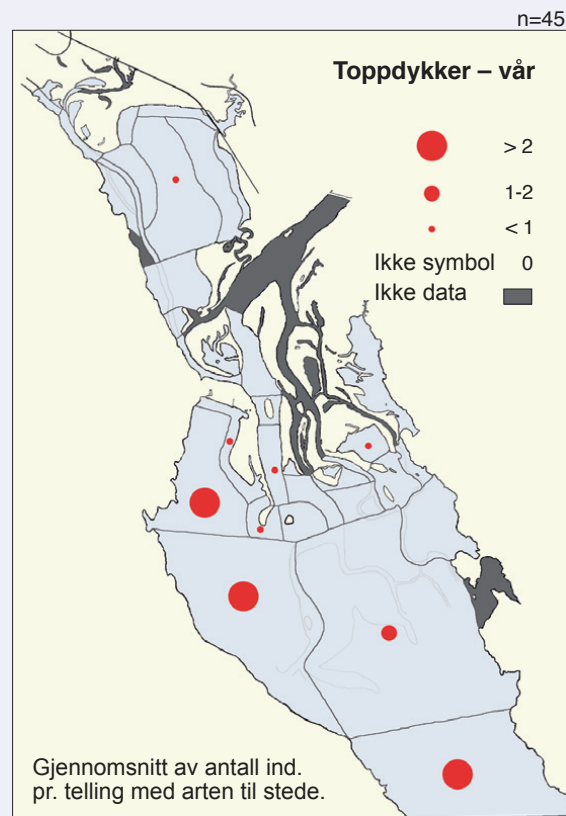 n=45
Toppdykker – vår
> 2
1-2
< 1
Ikke symbol 0
Ikke data
Gjennomsnitt av antall ind.
pr. telling med arten til stede.